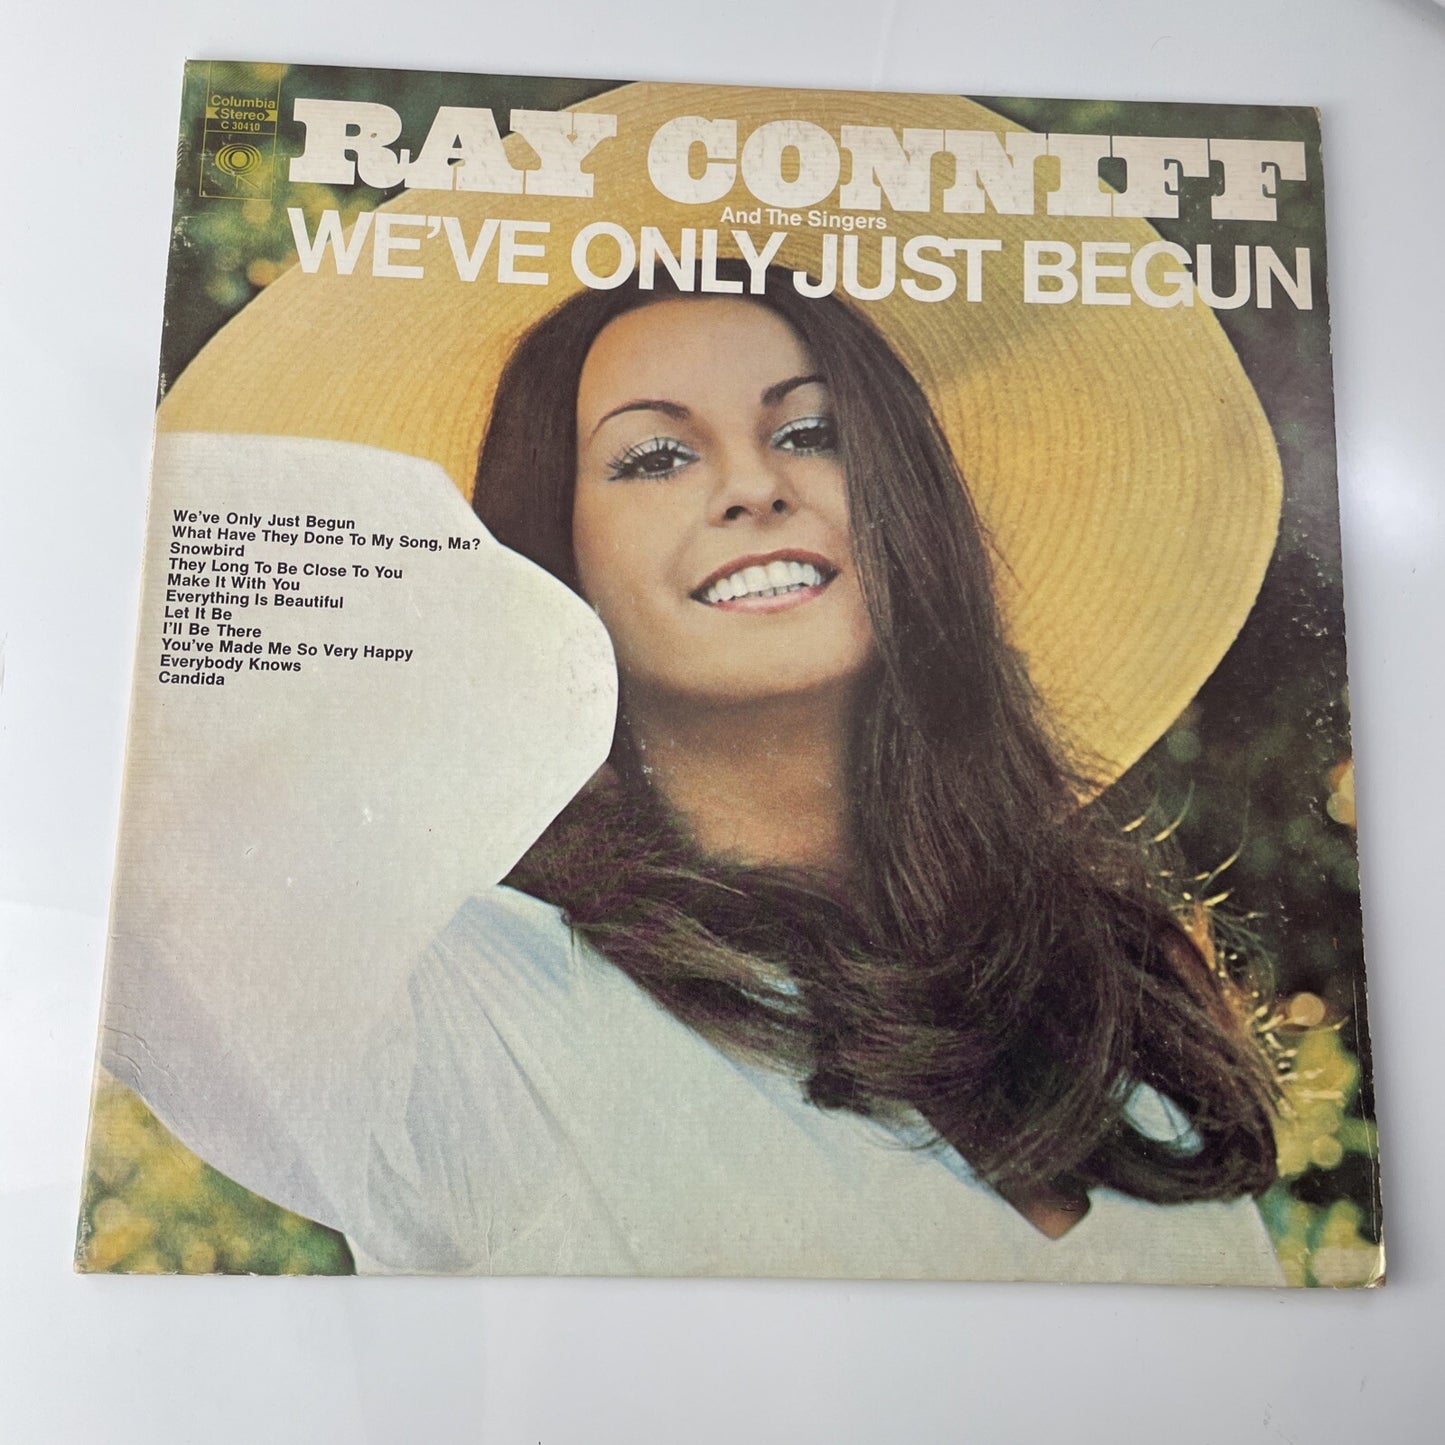 Columbia
Stereo
C 30410
RAY CONNIFF
And The Singers
WE'VE ONLY JUST BEGUN
We've Only Just Begun
What Have They Done To My Song, Ma?
Snowbird
They Long To Be Close To You
Make It With You
Everything Is Beautiful
Let It Be
I'll Be There
You've Made Me So Very Happy
Everybody Knows
Candida